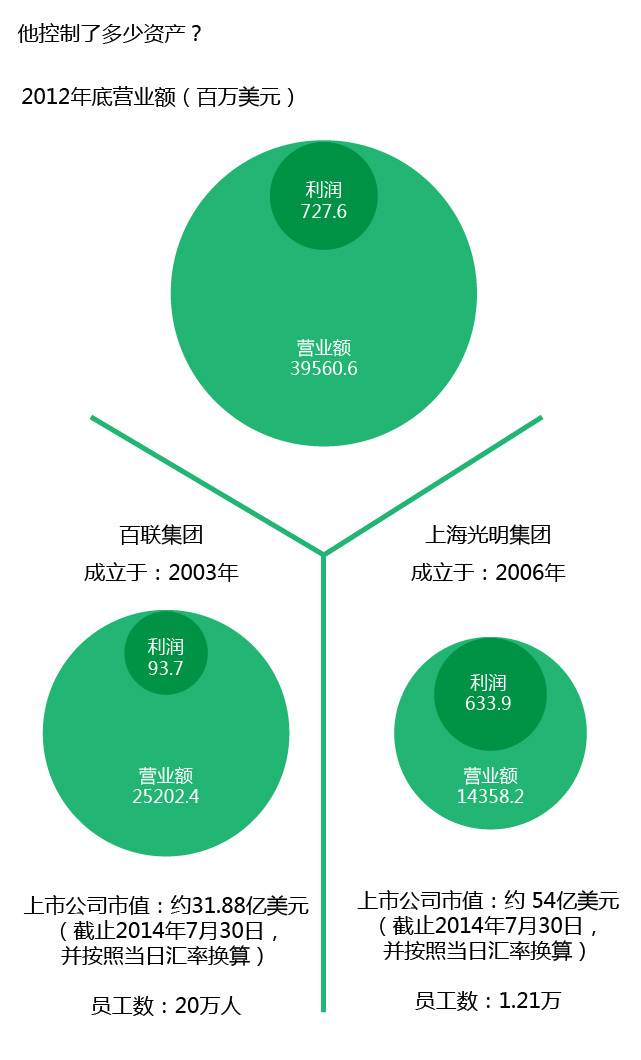 他控制了多少资产？
2012年底营业额（百万美元）
利润
727.6
营业额
39560.6
百联集团
成立于：2003年
利润
93.7
营业额
25202.4
上市公司市值：约31.88亿美元
（截止2014年7月30日，
并按照当日汇率换算）
员工数：20万人
上海光明集团
成立于：2006年
利润
633.9
营业额
14358.2
上市公司市值：约 54亿美元
（截止2014年7月30日，
并按照当日汇率换算）
员工数：1.21万